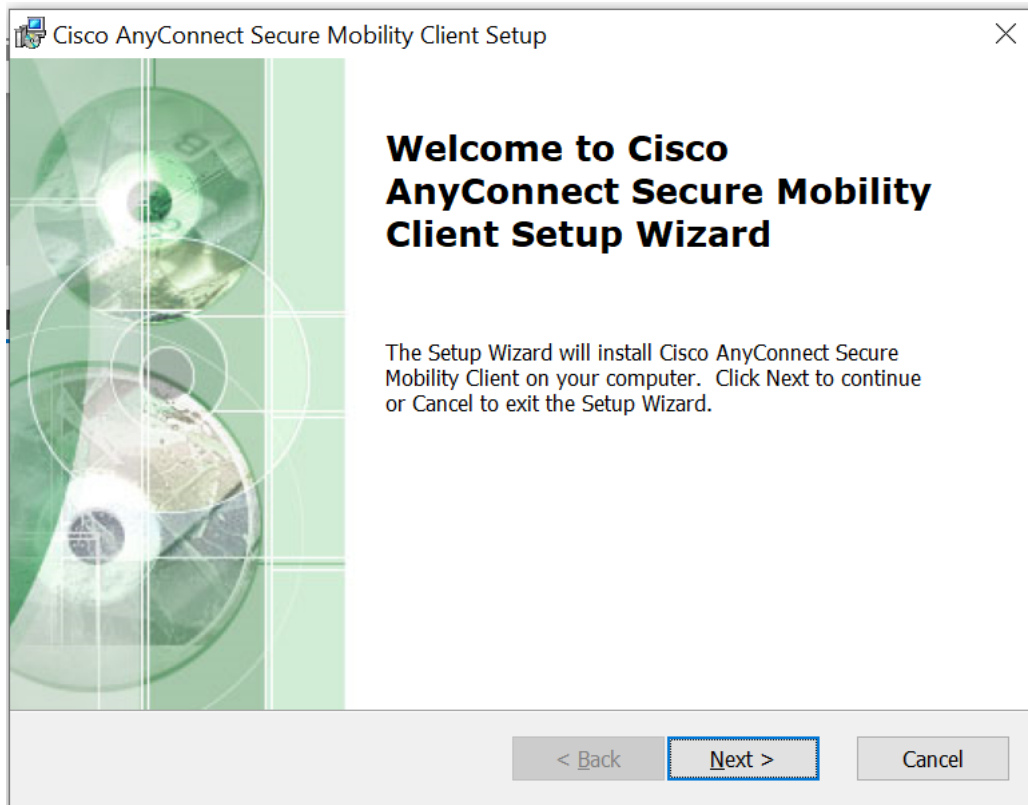 Cisco AnyConnect Secure Mobility Client Setup
Welcome to Cisco
AnyConnect Secure Mobility
Client Setup Wizard
The Setup Wizard will install Cisco AnyConnect Secure
Mobility Client on your computer.  Click Next to continue
or Cancel to exit the Setup Wizard.
< Back
Next >
Cancel